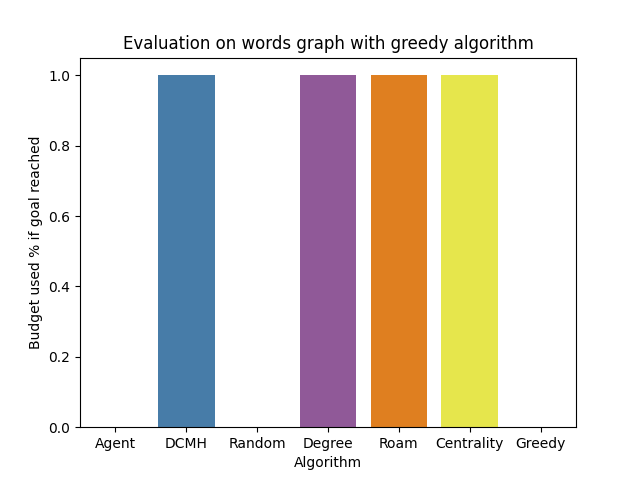 Evaluation on words graph with greedy algorithm
Budget used % if goal reached
1.0
0.8
0.6
0.4
0.2
0.0
Agent DCMH Random Degree Roam Centrality Greedy
Algorithm